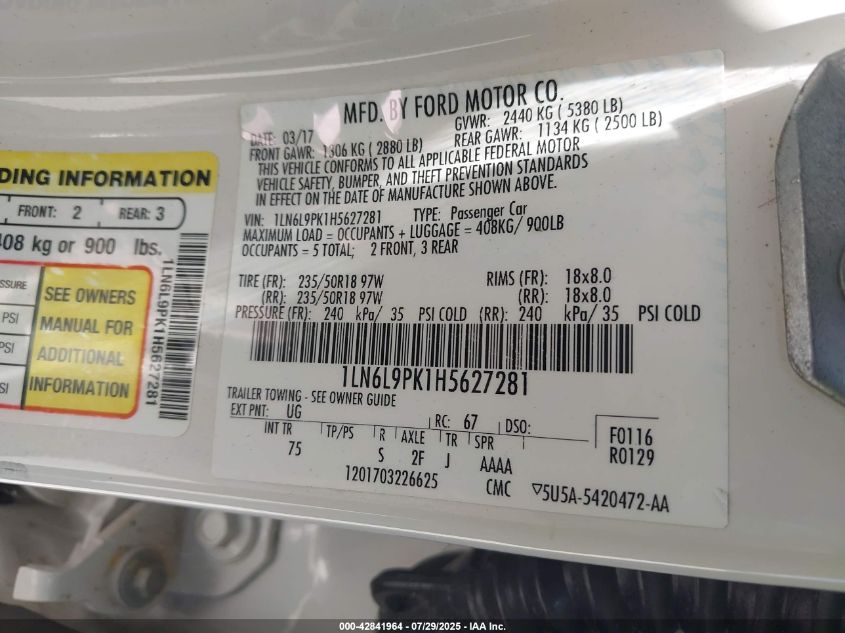 MFD. BY FORD MOTOR CO.
DATE: 03/17
GVWR: 2440 KG ( 5380 LB)
FRONT GAWR: 1306 KG ( 2880 LB)
REAR GAWR: 1134 KG ( 2500 LB)
THIS VEHICLE CONFORMS TO ALL APPLICABLE FEDERAL MOTOR
VEHICLE SAFETY, BUMPER, AND THEFT PREVENTION STANDARDS
IN EFFECT ON THE DATE OF MANUFACTURE SHOWN ABOVE.
VIN: 1LN6L9PK1H5627281 TYPE: Passenger Car
MAXIMUM LOAD = OCCUPANTS + LUGGAGE = 408KG/ 900LB
OCCUPANTS = 5 TOTAL; 2 FRONT, 3 REAR
TIRE (FR): 235/50R18 97W RIMS (FR): 18x8.0
(RR): 235/50R18 97W (RR): 18x8.0
PRESSURE (FR): 240 kPa/ 35 PSI COLD (RR): 240 kPa/ 35 PSI COLD
1LN6L9PK1H5627281
TRAILER TOWING - SEE OWNER GUIDE
EXT PNT: UG RC: 67 DSO:
INT TR TP/PS R AXLE TR SPR
75 S 2F J AAAA
F0116
R0129
1201703226625 CMC ▽5U5A-5420472-AA
DING INFORMATION
FRONT: 2 REAR: 3
408 kg or 900 lbs.
SSURE
PSI
PSI
SI
SEE OWNERS
MANUAL FOR
ADDITIONAL
INFORMATION
1LN6L9PK1H5627281
000-42841964 - 07/29/2025 - IAA Inc.